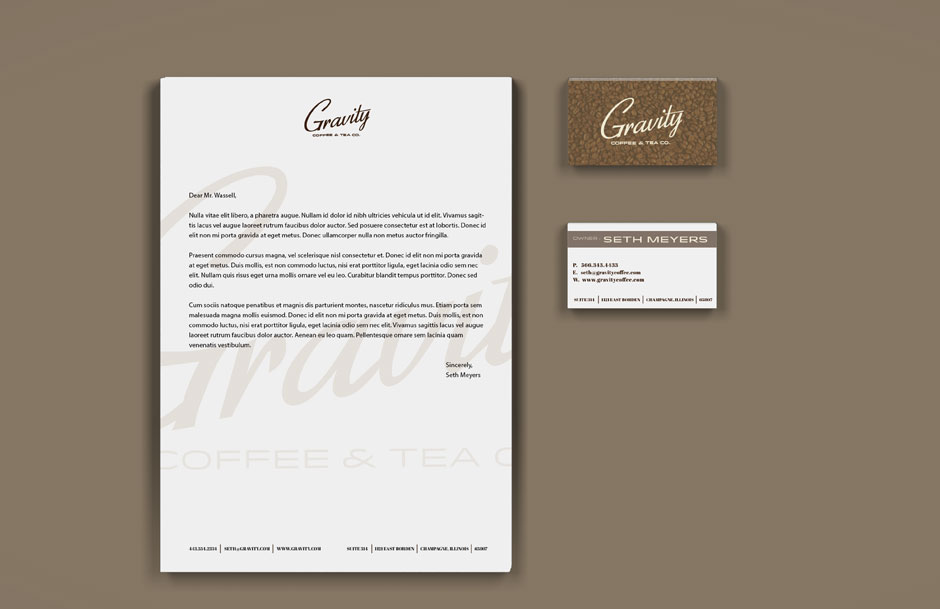 Gravity
COFFEE & TEA CO.
Dear Mr. Wassell,
Nulla vitae elit libero, a pharetra augue. Nullam id dolor id nibh ultricies vehicula ut id elit. Vivamus sagit-
tis lacus vel augue laoreet rutrum faucibus dolor auctor. Sed posuere consectetur est at lobortis. Donec id
elit non mi porta gravida at eget metus. Donec ullamcorper nulla non metus auctor fringilla.
Praesent commodo cursus magna, vel scelerisque nisl consectetur et. Donec id elit non mi porta gravida
at eget metus. Duis mollis, est non commodo luctus, nisi erat porttitor ligula, eget lacinia odio sem nec
elit. Nullam quis risus eget urna mollis ornare vel eu leo. Curabitur blandit tempus porttitor. Donec sed
odio dui.
Cum sociis natoque penatibus et magnis dis parturient montes, nascetur ridiculus mus. Etiam porta sem
malesuada magna mollis euismod. Donec id elit non mi porta gravida at eget metus. Duis mollis, est non
commodo luctus, nisi erat porttitor ligula, eget lacinia odio sem nec elit. Vivamus sagittis lacus vel augue
laoreet rutrum faucibus dolor auctor. Aenean eu leo quam. Pellentesque ornare sem lacinia quam
venenatis vestibulum.
Sincerely,
Seth Meyers
Gravity
COFFEE & TEA C
SETH@GRAVITY.COM | WWW.GRAVITY.COM
SUITE 314 | 1121 EAST BORDEN | CHAMPAGNE, ILLINOIS
Gravity
COFFEE & TEA CO.
Owner SETH MEYERS
P. 566.343.4433
E. seth@gravitycoffee.com
W. www.gravitycoffee.com
SUITE 314 | 1121 EAST BORDEN | CHAMPAGNE, ILLINOIS